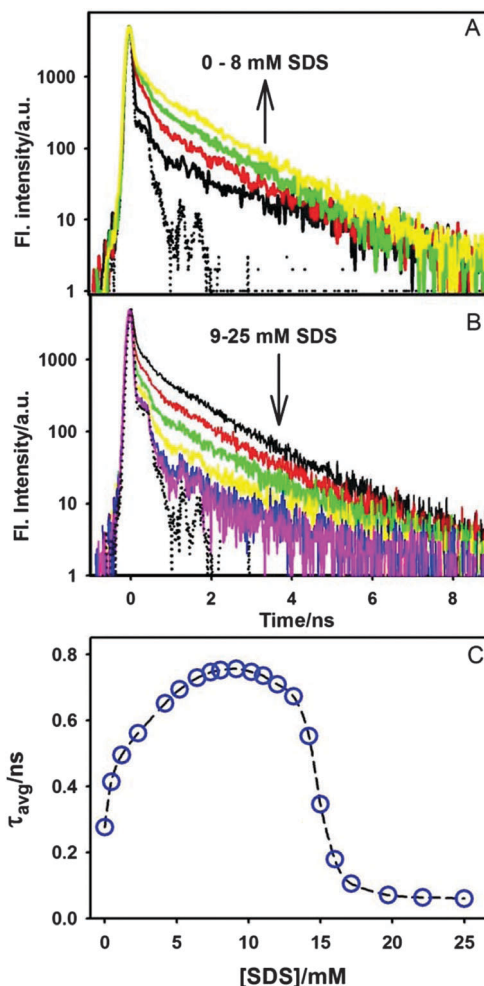 A
0 - 8 mM SDS
Fl. intensity/a.u.
1000
100
10
1
B
9-25 mM SDS
Fl. Intensity/a.u.
1000
100
10
1
0 2 4 6 8
Time/ns
C
τavg/ns
0.8
0.6
0.4
0.2
0.0
0 5 10 15 20 25
[SDS]/mM